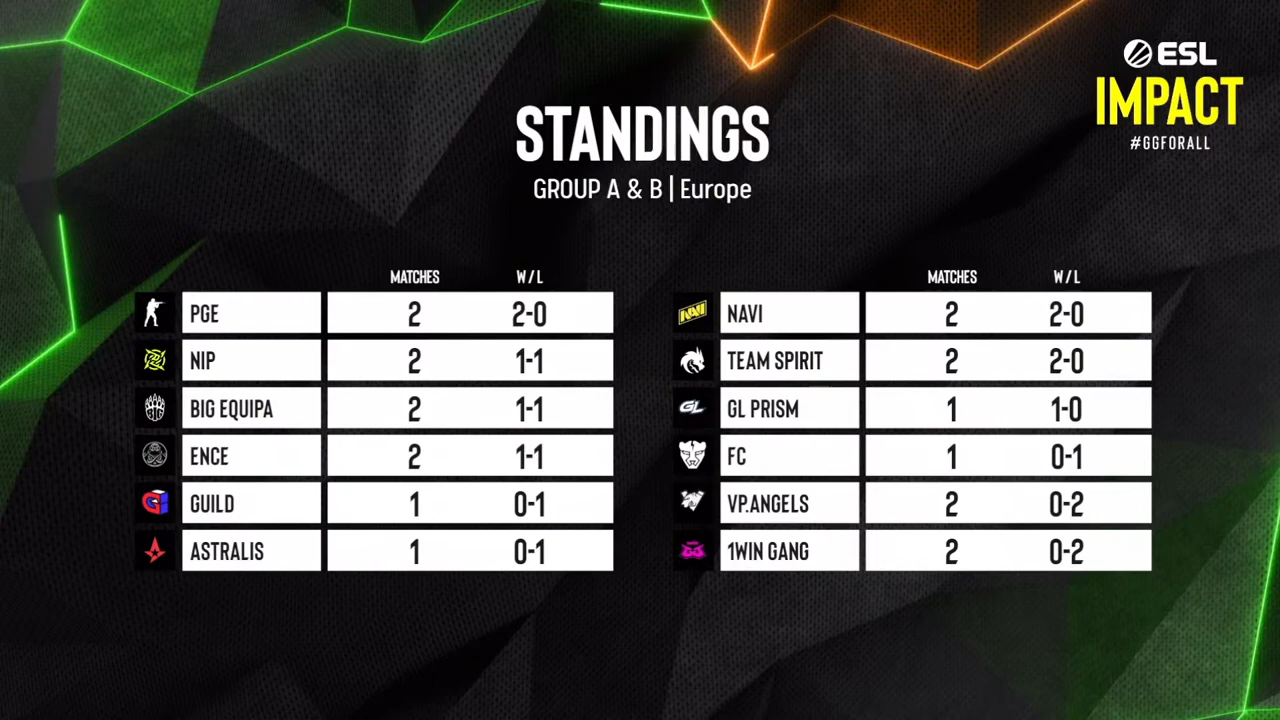 ESL
IMPACT
#GGFORALL
STANDINGS
GROUP A & B | Europe
MATCHES W / L
PGE 2 2-0
NIP 2 1-1
BIG EQUIPA 2 1-1
ENCE 2 1-1
GUILD 1 0-1
ASTRALIS 1 0-1
MATCHES W / L
NAVI NAVI 2 2-0
TEAM SPIRIT 2 2-0
GL GL PRISM 1 1-0
FC 1 0-1
VP.ANGELS 2 0-2
1WIN GANG 2 0-2